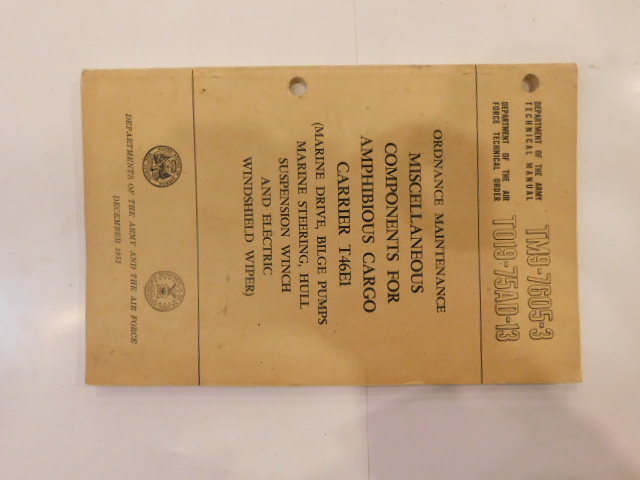 DEPARTMENT OF THE ARMY
TECHNICAL MANUAL
TM9-7605-3
DEPARTMENT OF THE AIR
FORCE TECHNICAL ORDER
TO19-75AD-13
ORDNANCE MAINTENANCE
MISCELLANEOUS
COMPONENTS FOR
AMPHIBIOUS CARGO
CARRIER T46E1
(MARINE DRIVE, BILGE PUMPS
MARINE STEERING, HULL
SUSPENSION WINCH
AND ELECTRIC
WINDSHIELD WIPER)
DEPARTMENTS OF THE ARMY AND THE AIR FORCE
DECEMBER 1953